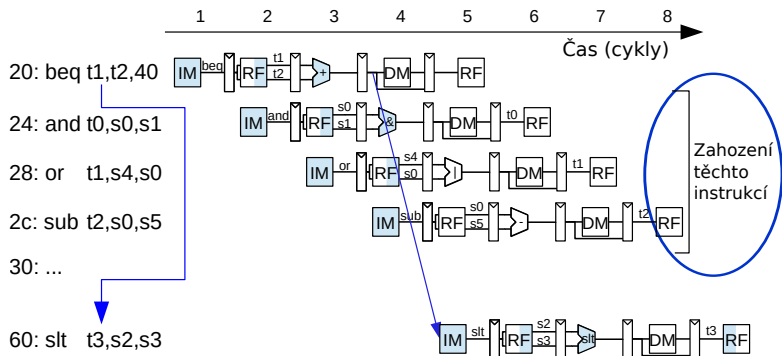 1 2 3 4 5 6 7 8
Čas (cykly)
20: beq t1,t2,40
IM beq RF t1 t2 + DM RF
24: and t0,s0,s1
IM and RF s0 s1 & DM t0 RF
28: or t1,s4,s0
IM or RF s4 s0 | DM t1 RF
2c: sub t2,s0,s5
IM sub RF s0 s5 - DM t2 RF
Zahození
těchto
instrukcí
30: ...
60: slt t3,s2,s3
IM slt RF s2 s3 slt DM t3 RF